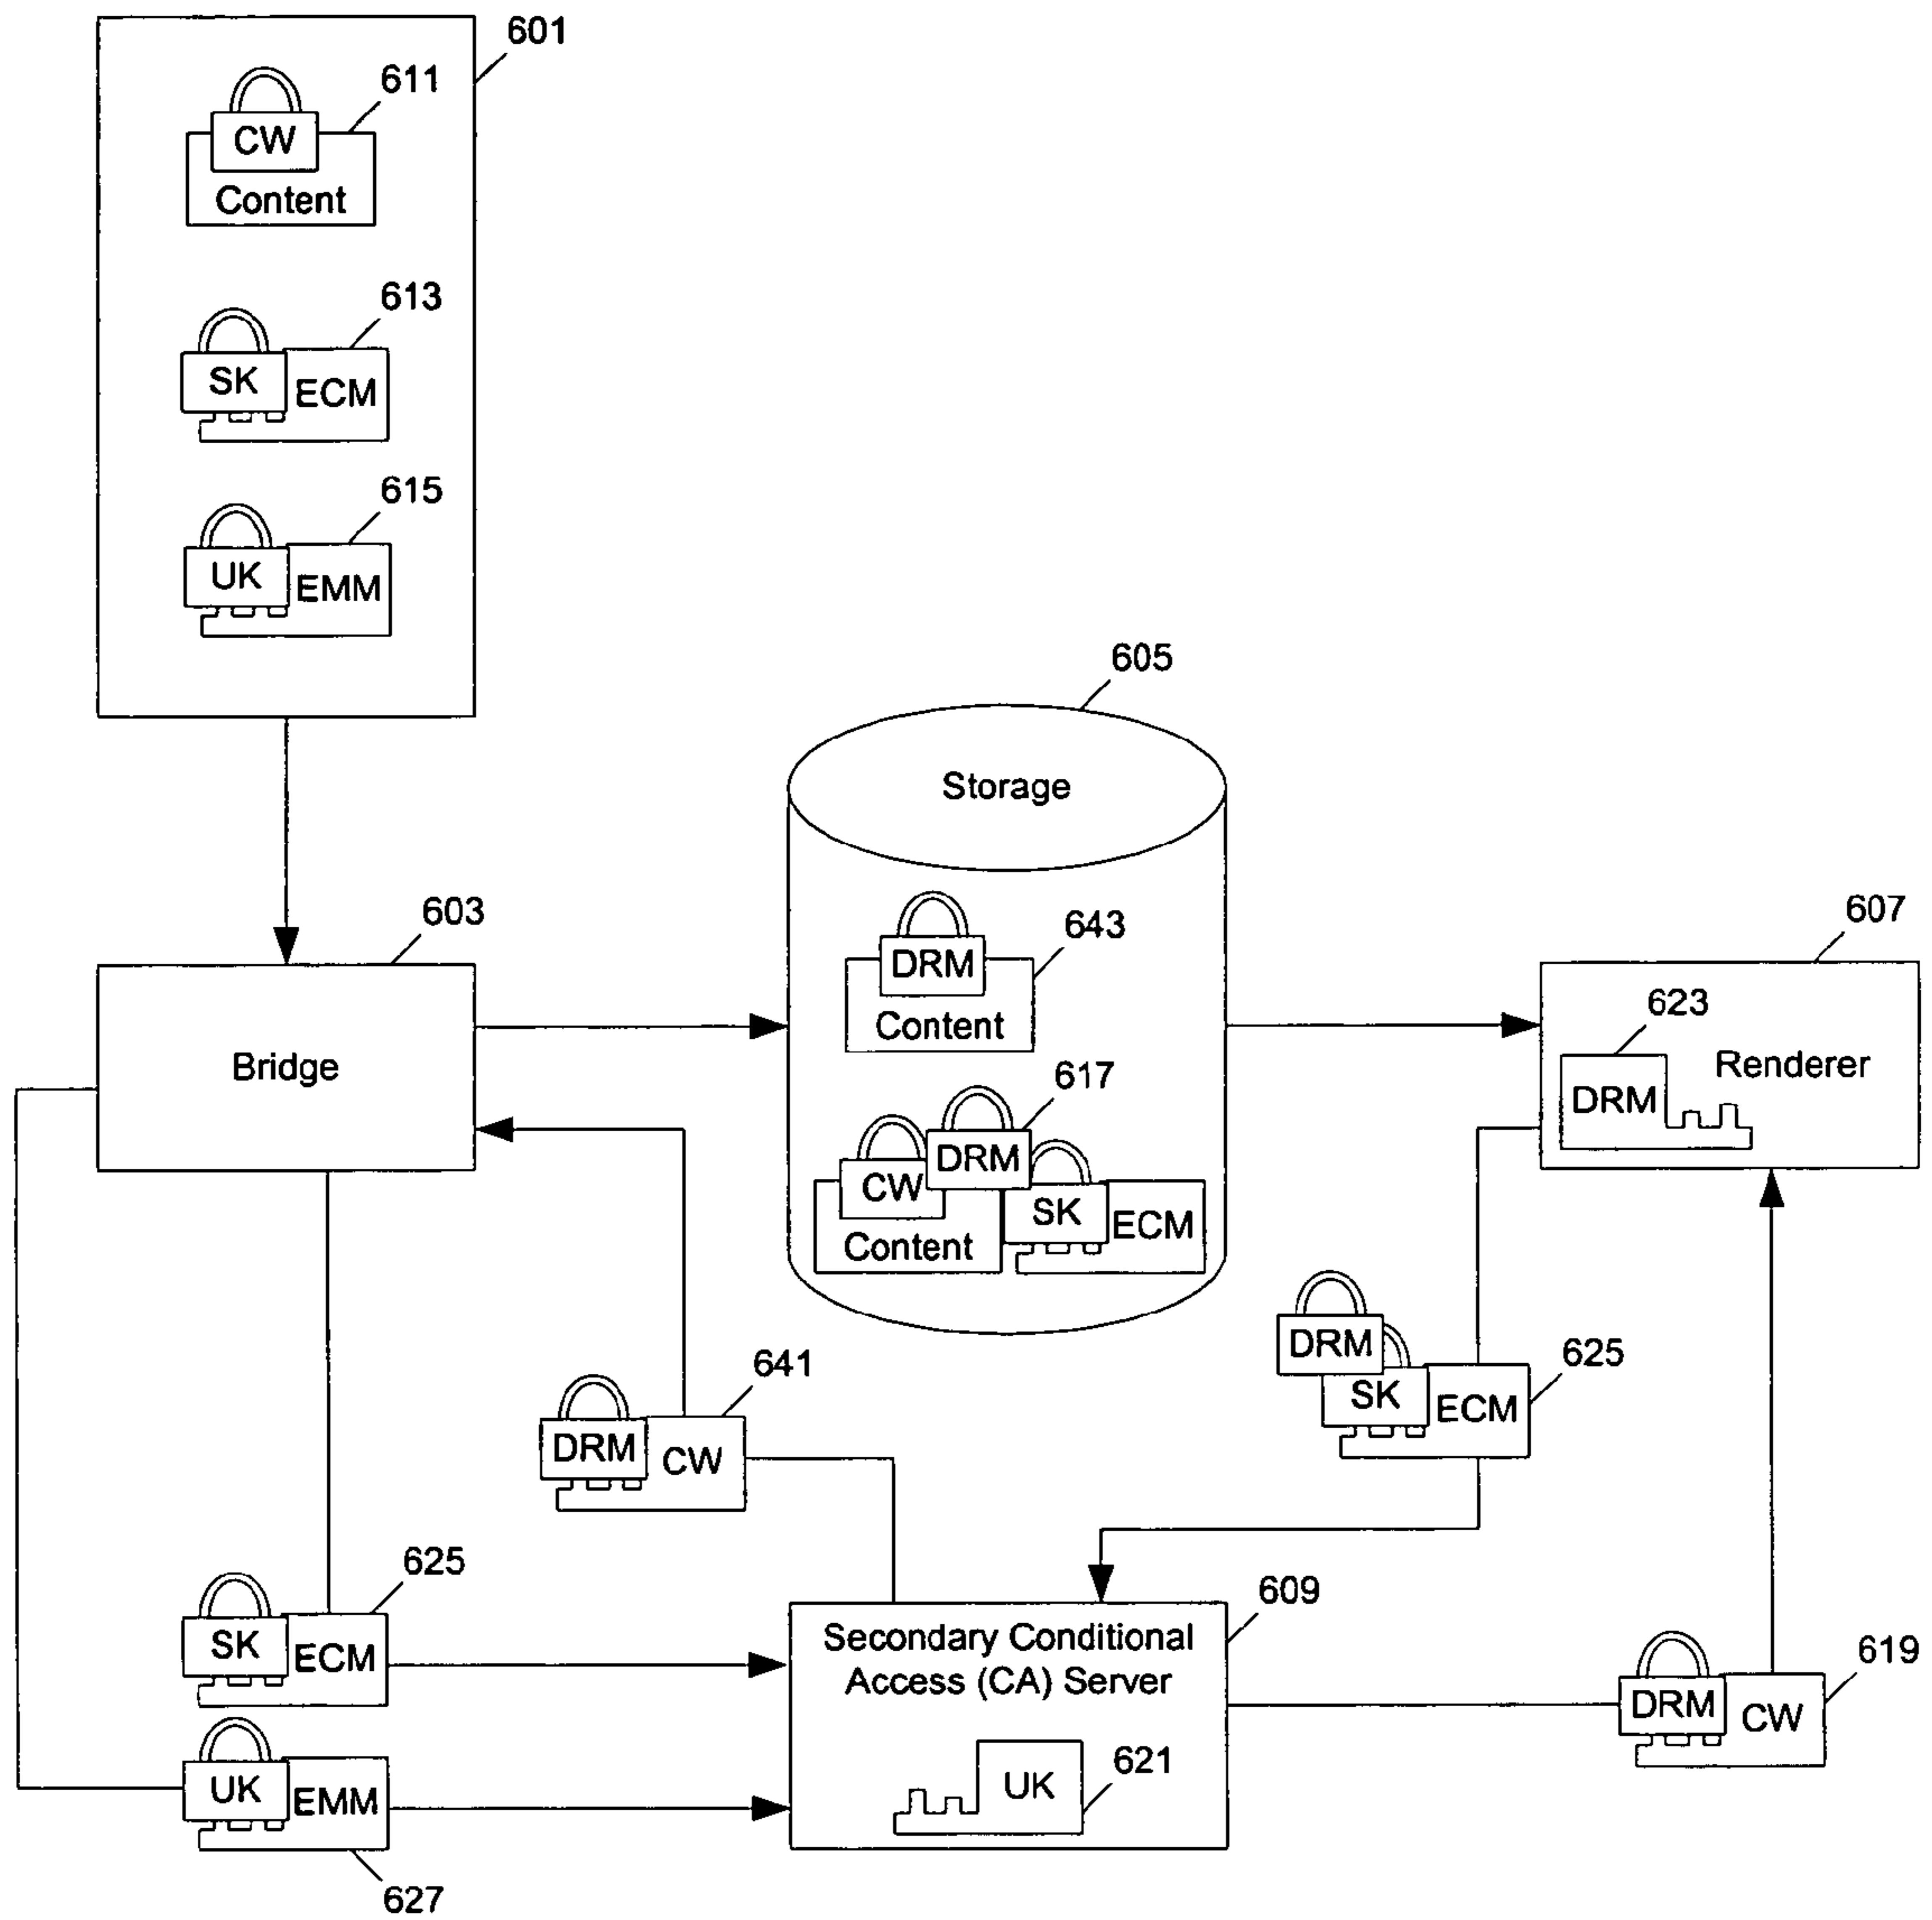 601
611
CW
Content
613
SK
ECM
615
UK
EMM
605
Storage
603
643
607
DRM
Content
623
Bridge
Renderer
617
DRM
DRM
CW
SK
ECM
Content
DRM
641
625
SK
ECM
DRM
CW
625
609
SK
ECM
Secondary Conditional
Access (CA) Server
619
DRM
CW
621
UK
UK
EMM
627